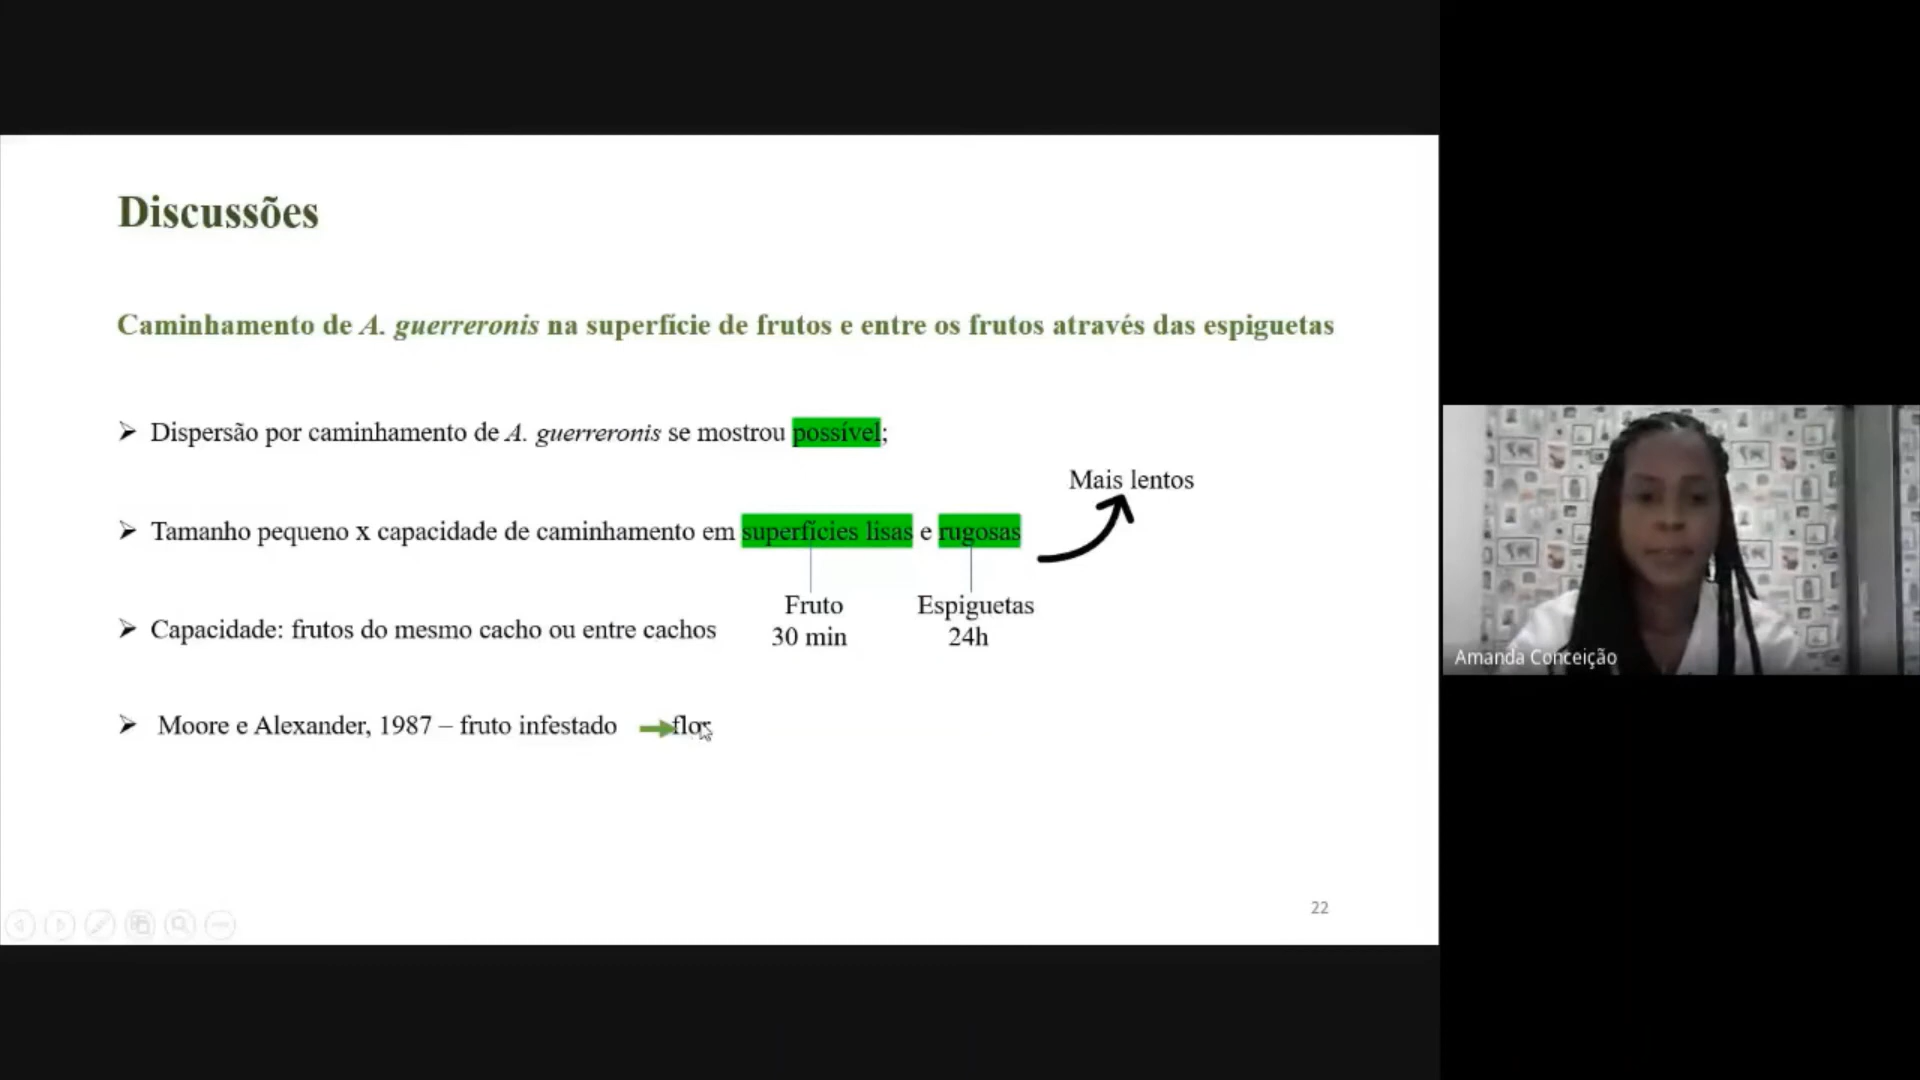 Discussões
Caminhamento de A. guerreronis na superfície de frutos e entre os frutos através das espiguetas
➢ Dispersão por caminhamento de A. guerreronis se mostrou possível;
Mais lentos
➢ Tamanho pequeno x capacidade de caminhamento em superfícies lisas e rugosas
Fruto
30 min
Espiguetas
24h
➢ Capacidade: frutos do mesmo cacho ou entre cachos
➢ Moore e Alexander, 1987 – fruto infestado ➡ flor
22
Amanda Conceição